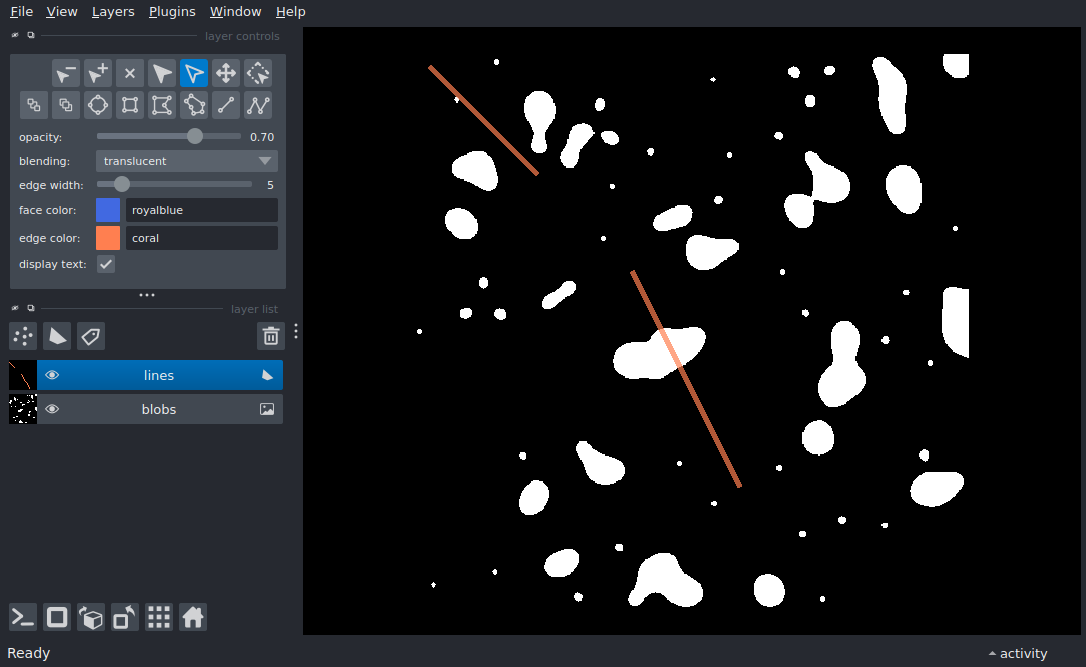 File View Layers Plugins Window Help
layer controls
opacity: 0.70
blending: translucent
edge width: 5
face color: royalblue
edge color: coral
display text:
layer list
lines
blobs
Ready
activity